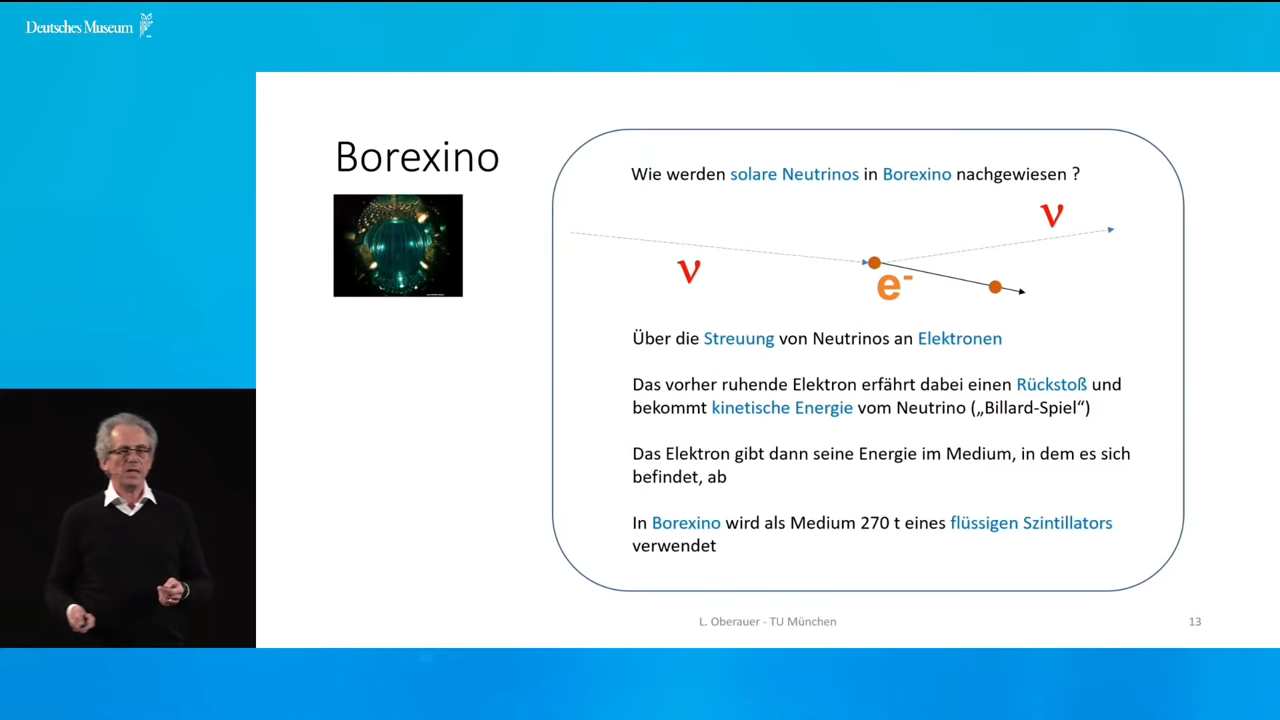 Deutsches Museum
Borexino
Wie werden solare Neutrinos in Borexino nachgewiesen ?
ν
ν
e-
Über die Streuung von Neutrinos an Elektronen
Das vorher ruhende Elektron erfährt dabei einen Rückstoß und
bekommt kinetische Energie vom Neutrino („Billard-Spiel“)
Das Elektron gibt dann seine Energie im Medium, in dem es sich
befindet, ab
In Borexino wird als Medium 270 t eines flüssigen Szintillators
verwendet
L. Oberauer - TU München
13